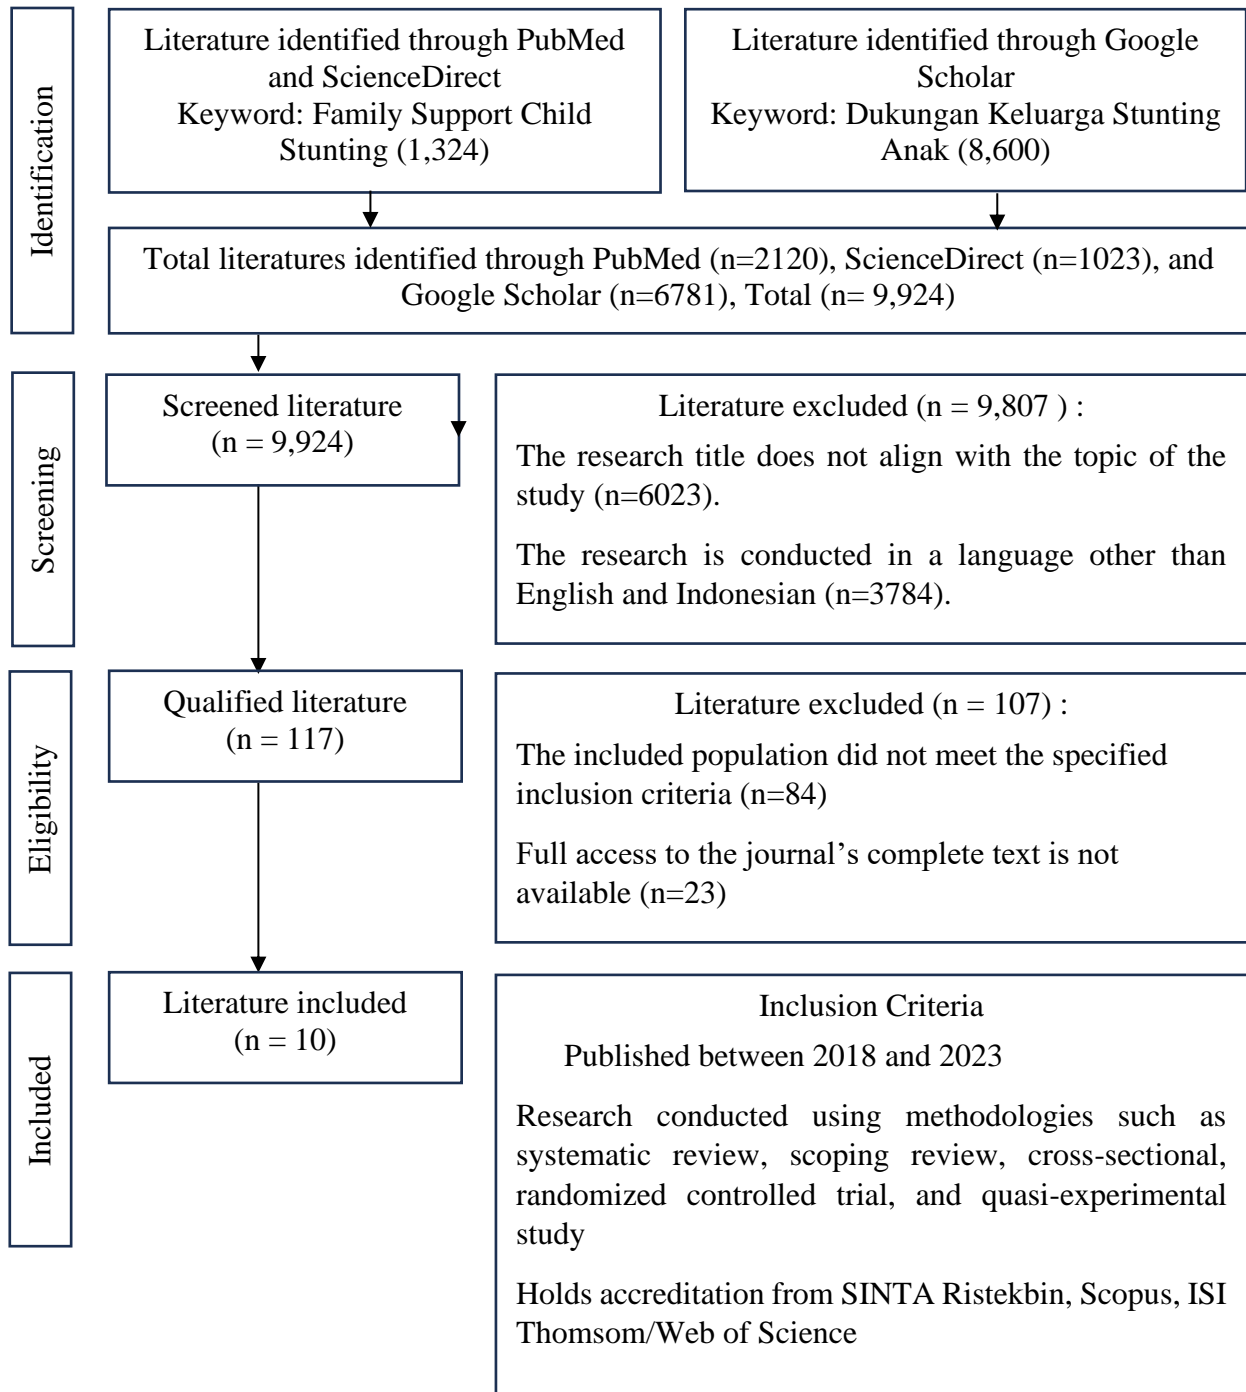 Identification
Literature identified through PubMed
and ScienceDirect
Keyword: Family Support Child
Stunting (1,324)
Literature identified through Google
Scholar
Keyword: Dukungan Keluarga Stunting
Anak (8,600)
Total literatures identified through PubMed (n=2120), ScienceDirect (n=1023), and
Google Scholar (n=6781), Total (n= 9,924)
Screening
Screened literature
(n = 9,924)
Literature excluded (n = 9,807 ) :
The research title does not align with the topic of the
study (n=6023).
The research is conducted in a language other than
English and Indonesian (n=3784).
Eligibility
Qualified literature
(n = 117)
Literature excluded (n = 107) :
The included population did not meet the specified
inclusion criteria (n=84)
Full access to the journal’s complete text is not
available (n=23)
Included
Literature included
(n = 10)
Inclusion Criteria
Published between 2018 and 2023
Research conducted using methodologies such as
systematic review, scoping review, cross-sectional,
randomized controlled trial, and quasi-experimental
study
Holds accreditation from SINTA Ristekbin, Scopus, ISI
Thomsom/Web of Science